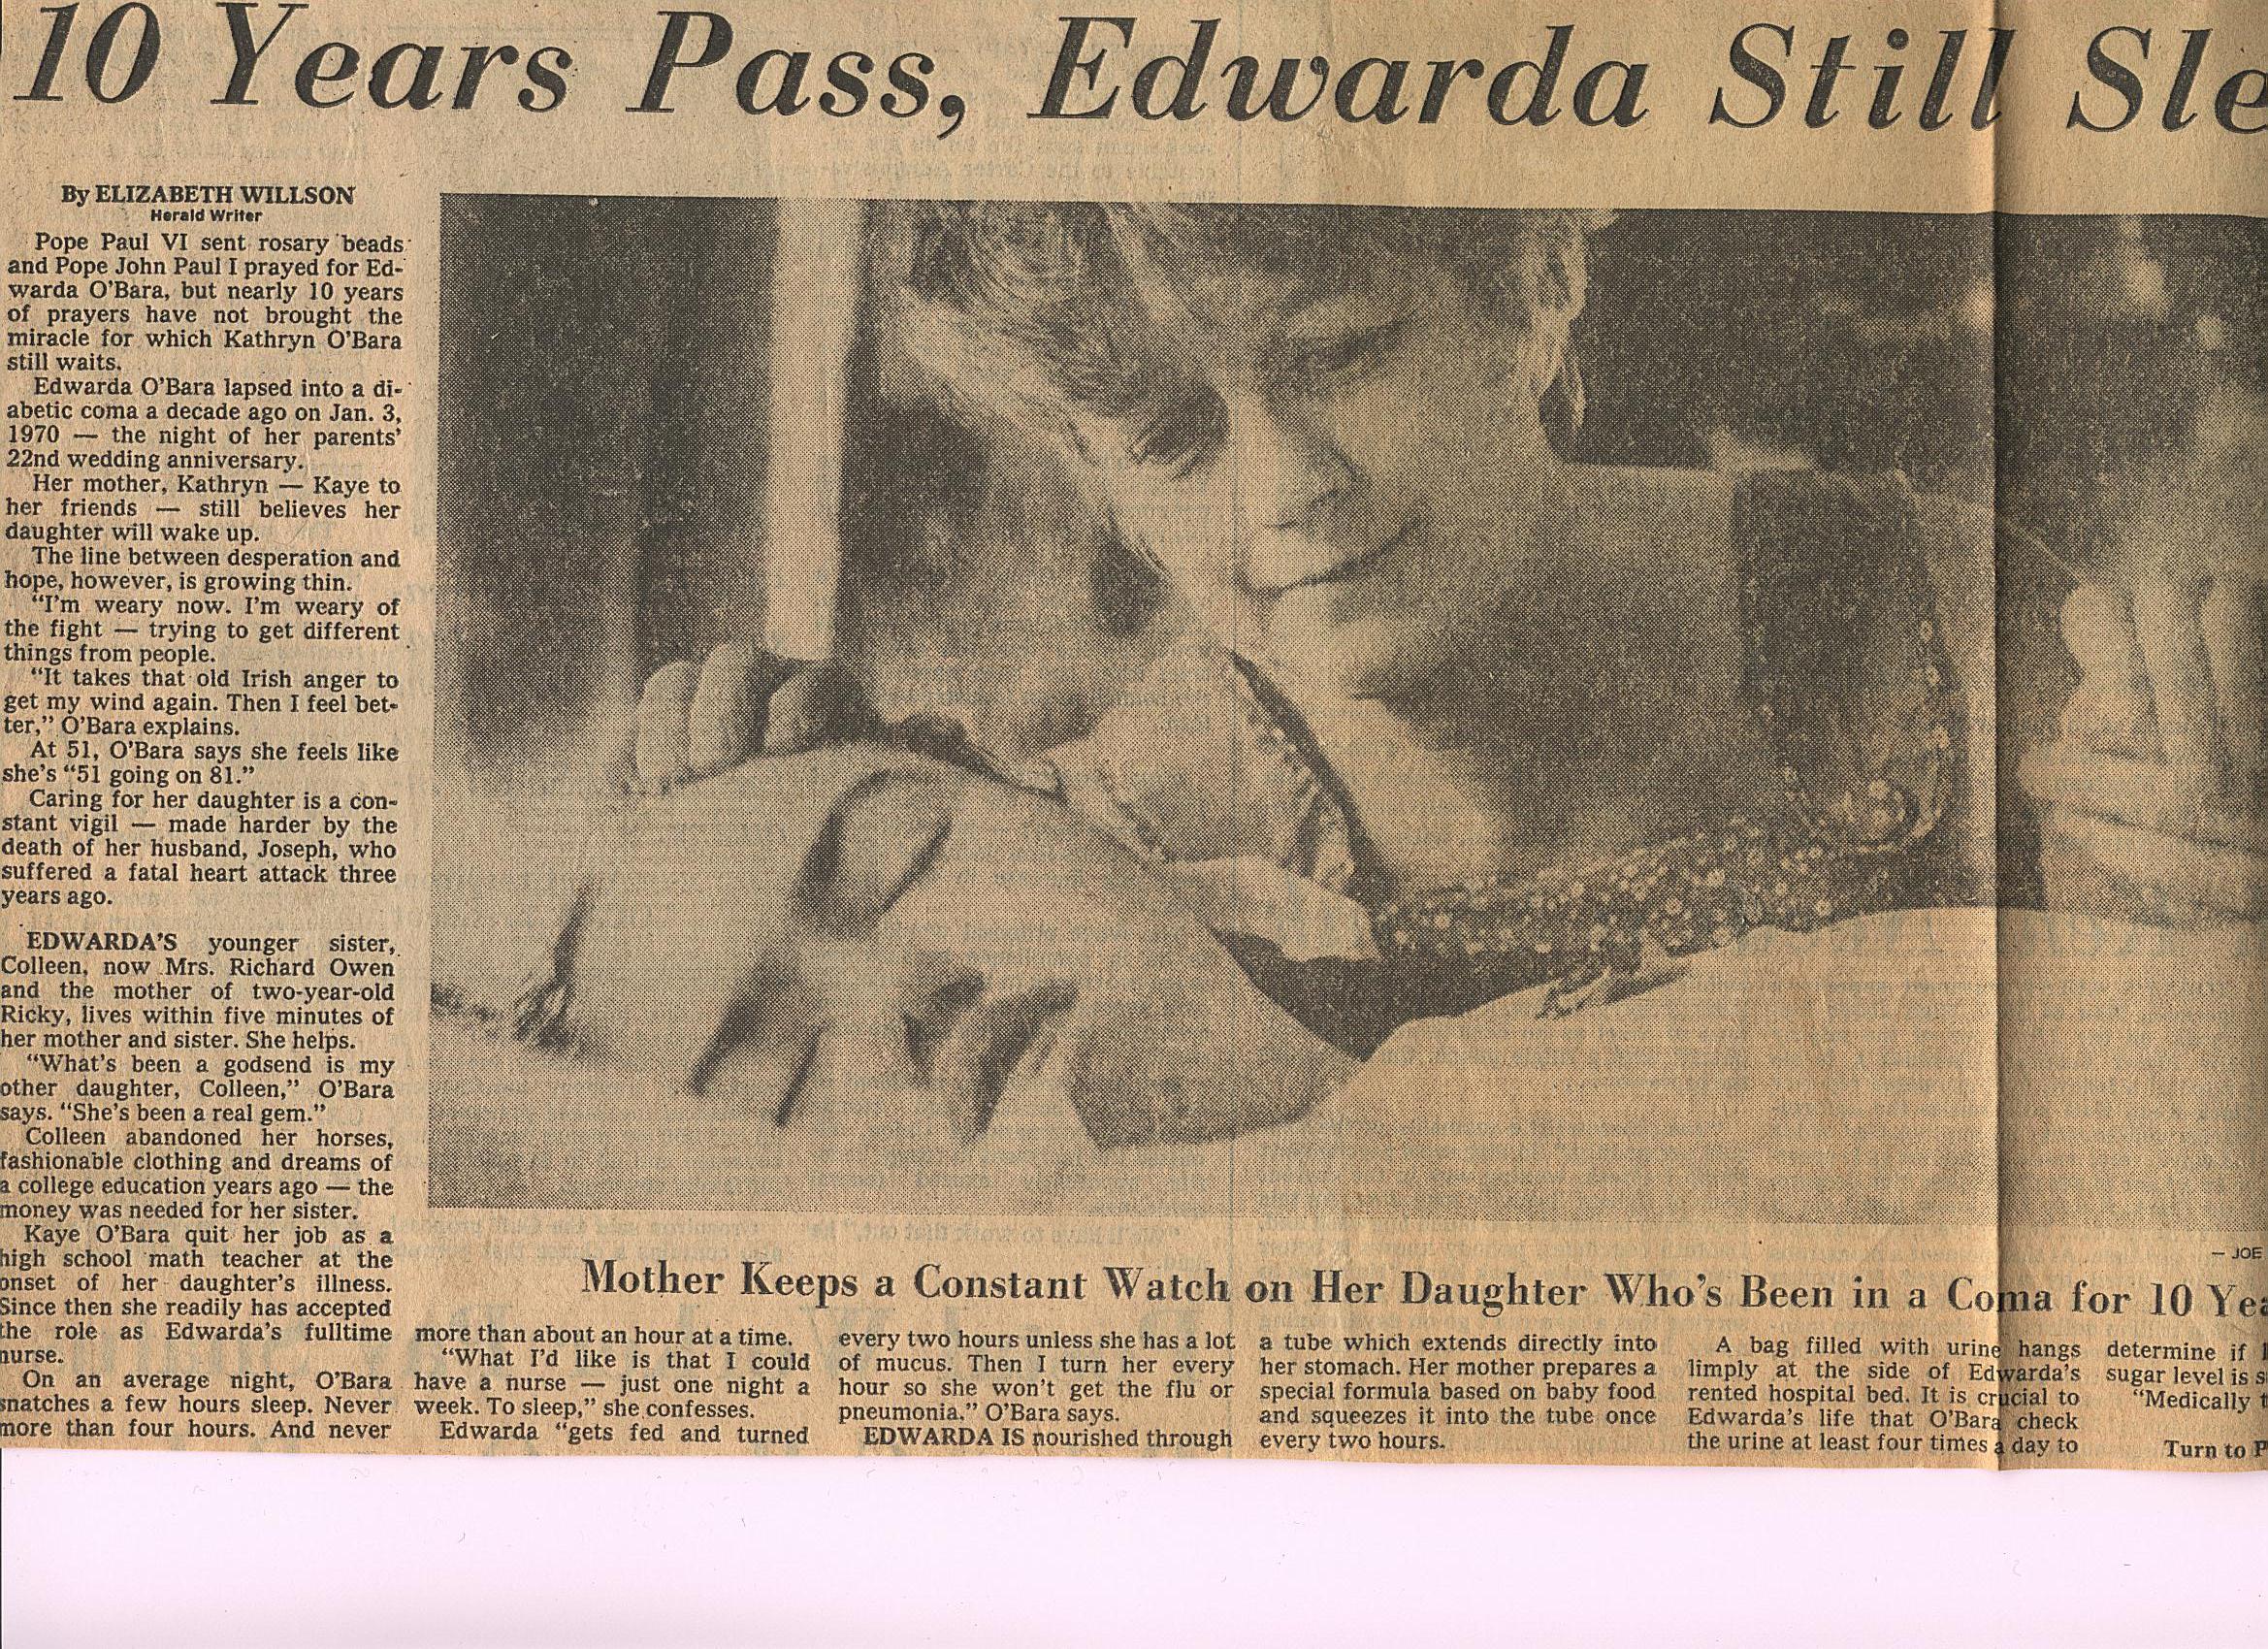 10 Years Pass, Edwarda Still Sle
By ELIZABETH WILLSON
Herald Writer
Pope Paul VI sent rosary beads
and Pope John Paul I prayed for Ed-
warda O'Bara, but nearly 10 years
of prayers have not brought the
miracle for which Kathryn O'Bara
still waits.
Edwarda O'Bara lapsed into a di-
abetic coma a decade ago on Jan. 3,
1970 — the night of her parents'
22nd wedding anniversary.
Her mother, Kathryn — Kaye to
her friends — still believes her
daughter will wake up.
The line between desperation and
hope, however, is growing thin.
"I'm weary now. I'm weary of
the fight — trying to get different
things from people.
"It takes that old Irish anger to
get my wind again. Then I feel bet-
ter," O'Bara explains.
At 51, O'Bara says she feels like
she's "51 going on 81."
Caring for her daughter is a con-
stant vigil — made harder by the
death of her husband, Joseph, who
suffered a fatal heart attack three
years ago.
EDWARDA'S younger sister,
Colleen, now Mrs. Richard Owen
and the mother of two-year-old
Ricky, lives within five minutes of
her mother and sister. She helps.
"What's been a godsend is my
other daughter, Colleen," O'Bara
says. "She's been a real gem."
Colleen abandoned her horses,
fashionable clothing and dreams of
a college education years ago — the
money was needed for her sister.
Kaye O'Bara quit her job as a
high school math teacher at the
onset of her daughter's illness.
Since then she readily has accepted
the role as Edwarda's fulltime
nurse.
On an average night, O'Bara
snatches a few hours sleep. Never
more than four hours. And never
— JOE
Mother Keeps a Constant Watch on Her Daughter Who's Been in a Coma for 10 Yea
more than about an hour at a time.
"What I'd like is that I could
have a nurse — just one night a
week. To sleep," she confesses.
Edwarda "gets fed and turned
every two hours unless she has a lot
of mucus. Then I turn her every
hour so she won't get the flu or
pneumonia," O'Bara says.
EDWARDA IS nourished through
a tube which extends directly into
her stomach. Her mother prepares a
special formula based on baby food
and squeezes it into the tube once
every two hours.
A bag filled with urine hangs
limply at the side of Edwarda's
rented hospital bed. It is crucial to
Edwarda's life that O'Bara check
the urine at least four times a day to
determine if
sugar level is s
"Medically
Turn to P